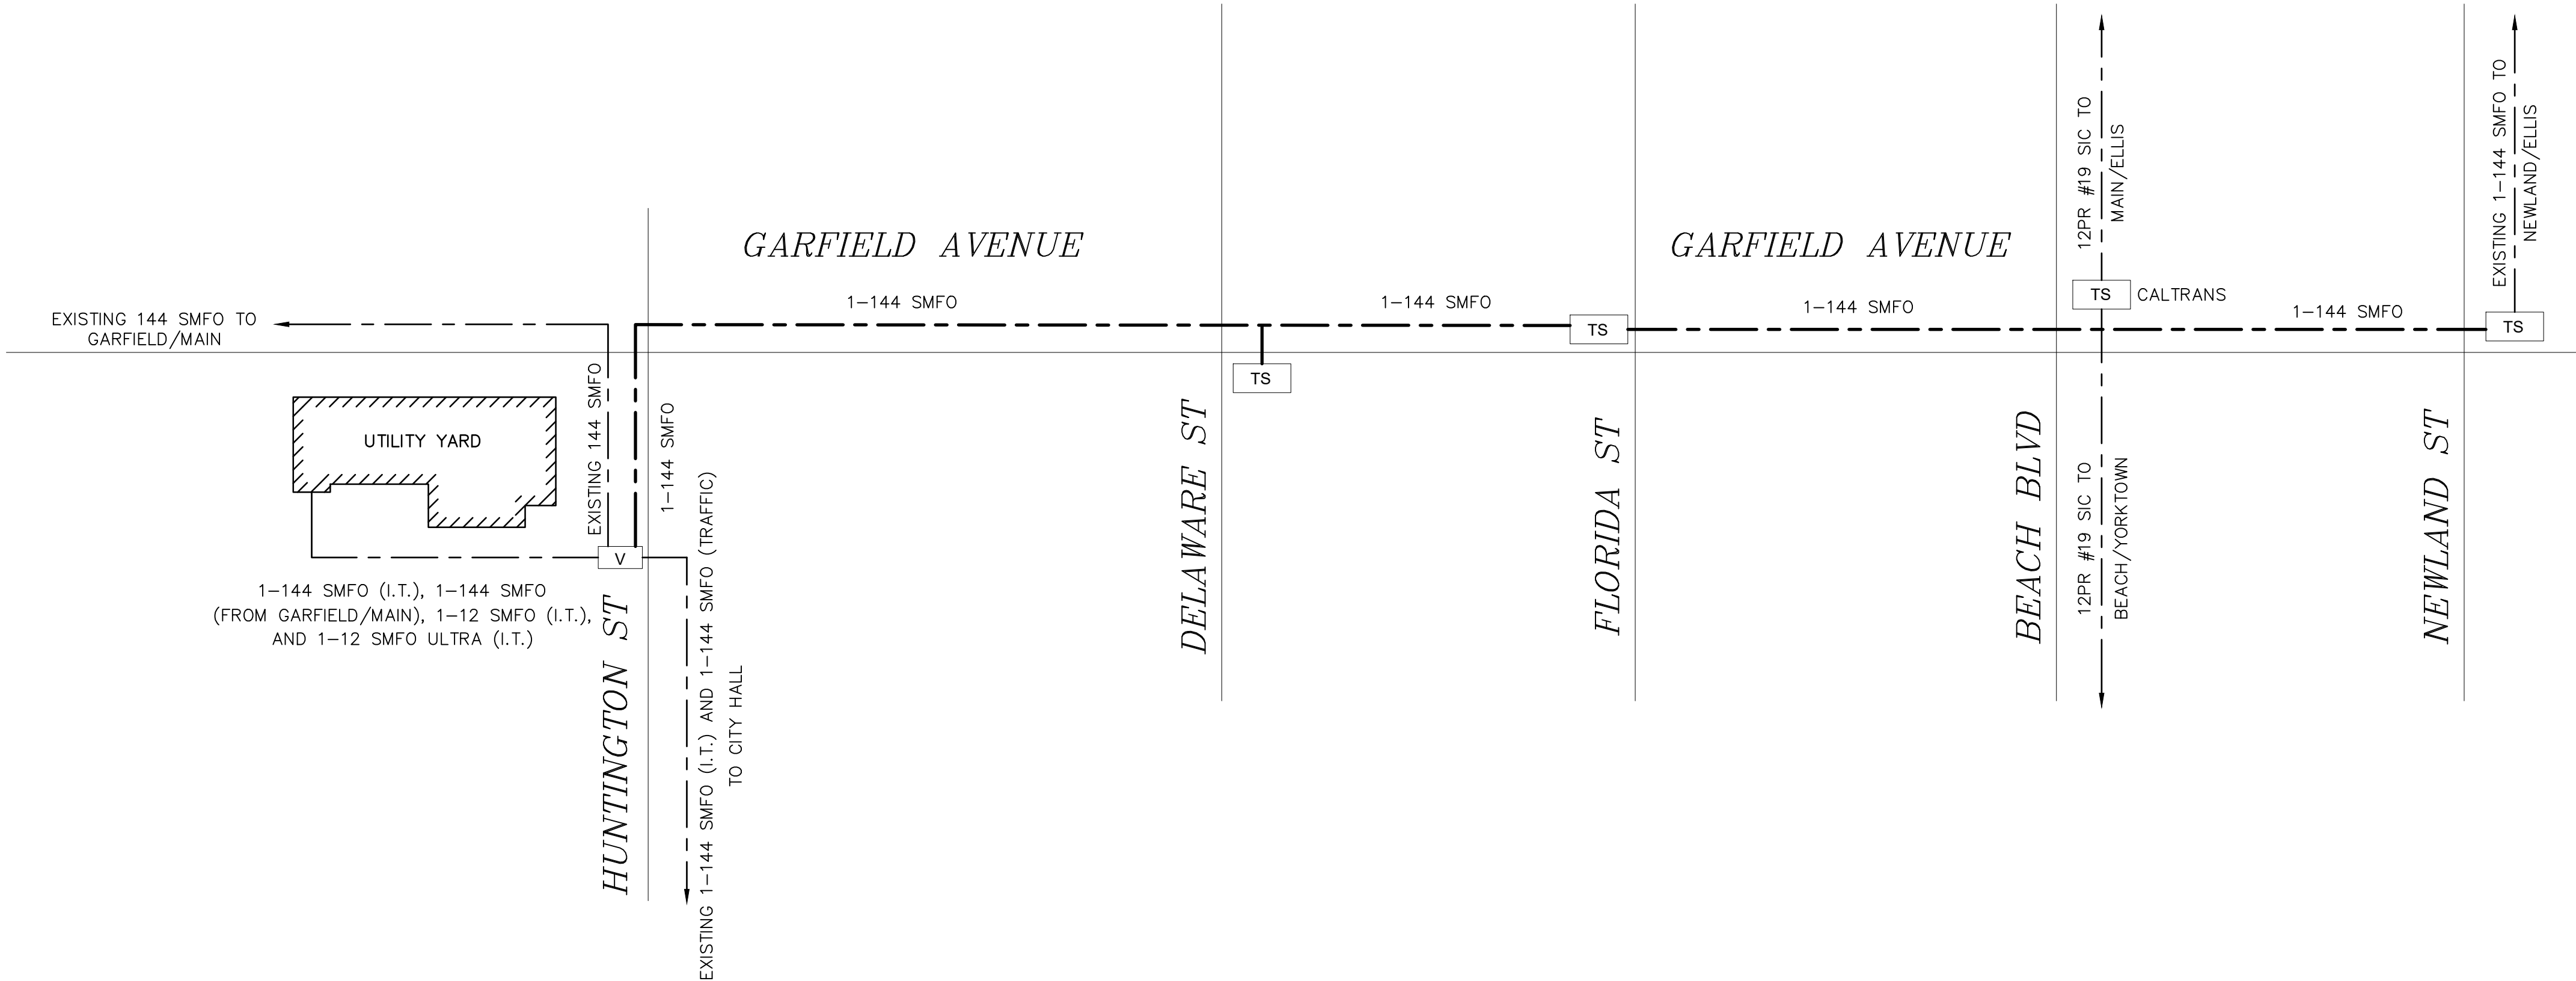 GARFIELD AVENUE
GARFIELD AVENUE
EXISTING 144 SMFO TO
GARFIELD/MAIN
1-144 SMFO
1-144 SMFO
1-144 SMFO
1-144 SMFO
12PR #19 SIC TO
MAIN/ELLIS
EXISTING 1-144 SMFO TO
NEWLAND/ELLIS
TS CALTRANS
TS
TS
TS
UTILITY YARD
EXISTING 144 SMFO
1-144 SMFO
V
1-144 SMFO (I.T.), 1-144 SMFO
(FROM GARFIELD/MAIN), 1-12 SMFO (I.T.),
AND 1-12 SMFO ULTRA (I.T.)
HUNTINGTON ST
EXISTING 1-144 SMFO (I.T.) AND 1-144 SMFO (TRAFFIC)
TO CITY HALL
DELAWARE ST
FLORIDA ST
BEACH BLVD
12PR #19 SIC TO
BEACH/YORKTOWN
NEWLAND ST